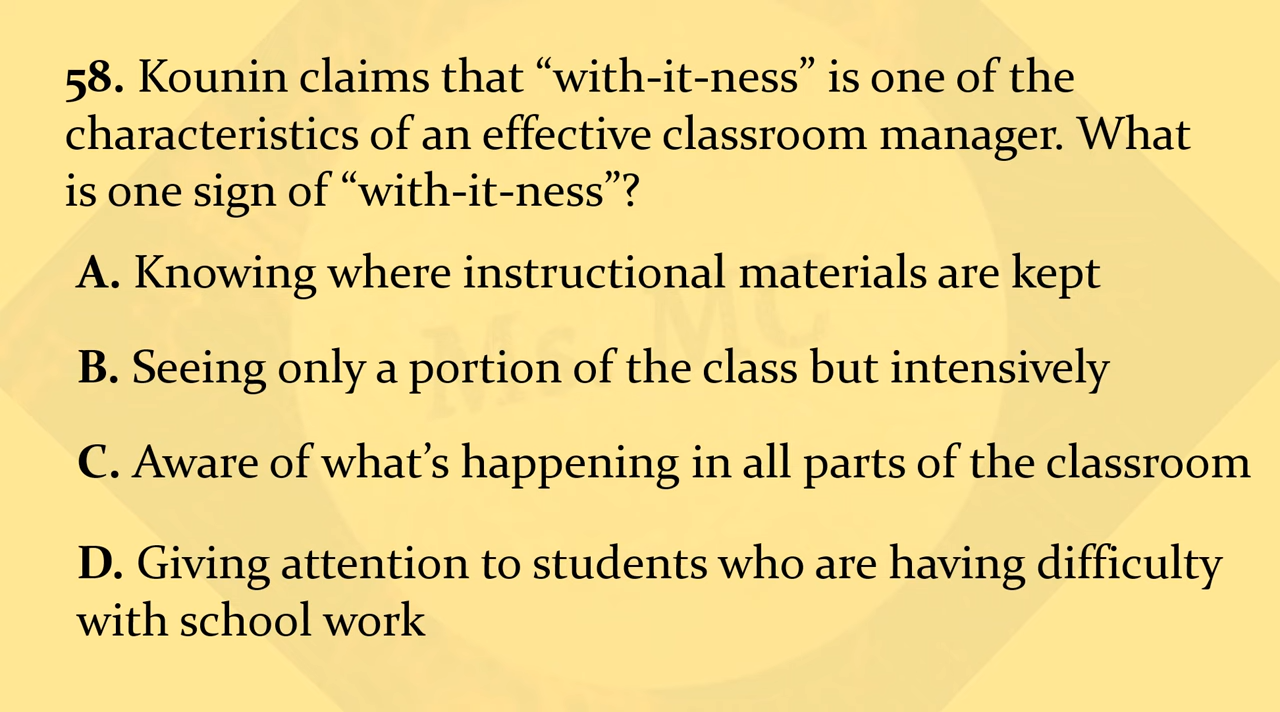 58. Kounin claims that “with-it-ness” is one of the
characteristics of an effective classroom manager. What
is one sign of “with-it-ness”?
A. Knowing where instructional materials are kept
B. Seeing only a portion of the class but intensively
C. Aware of what’s happening in all parts of the classroom
D. Giving attention to students who are having difficulty
with school work
Ms MC